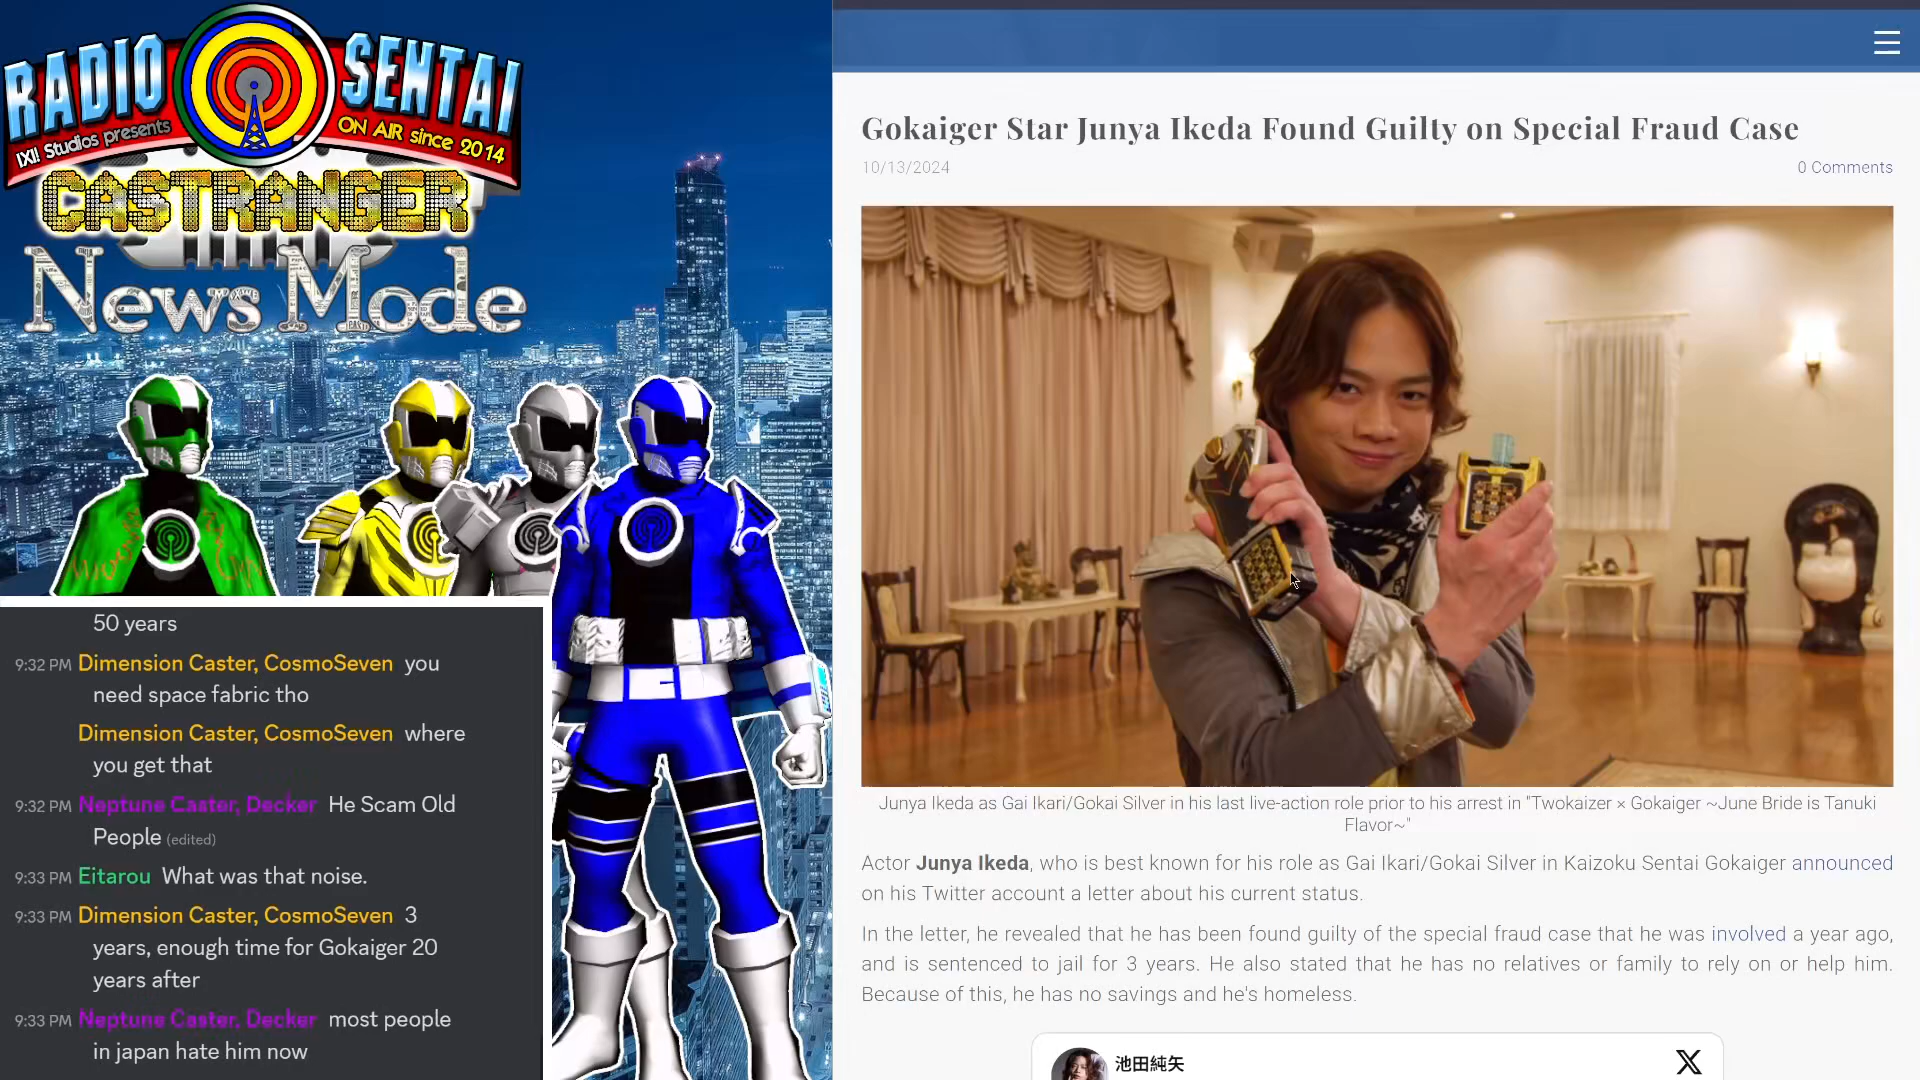 RADIO SENTAI
IXI! Studios presents
ON AIR since 2014
CASTRANGER
News Mode
50 years
9:32 PM Dimension Caster, CosmoSeven you
need space fabric tho
Dimension Caster, CosmoSeven where
you get that
9:32 PM Neptune Caster, Decker He Scam Old
People (edited)
9:33 PM Eitarou What was that noise.
9:33 PM Dimension Caster, CosmoSeven 3
years, enough time for Gokaiger 20
years after
9:33 PM Neptune Caster, Decker most people
in japan hate him now
Gokaiger Star Junya Ikeda Found Guilty on Special Fraud Case
10/13/2024
0 Comments
Junya Ikeda as Gai Ikari/Gokai Silver in his last live-action role prior to his arrest in "Twokaizer × Gokaiger ~June Bride is Tanuki
Flavor~"
Actor Junya Ikeda, who is best known for his role as Gai Ikari/Gokai Silver in Kaizoku Sentai Gokaiger announced
on his Twitter account a letter about his current status.
In the letter, he revealed that he has been found guilty of the special fraud case that he was involved a year ago,
and is sentenced to jail for 3 years. He also stated that he has no relatives or family to rely on or help him.
Because of this, he has no savings and he's homeless.
池田純矢